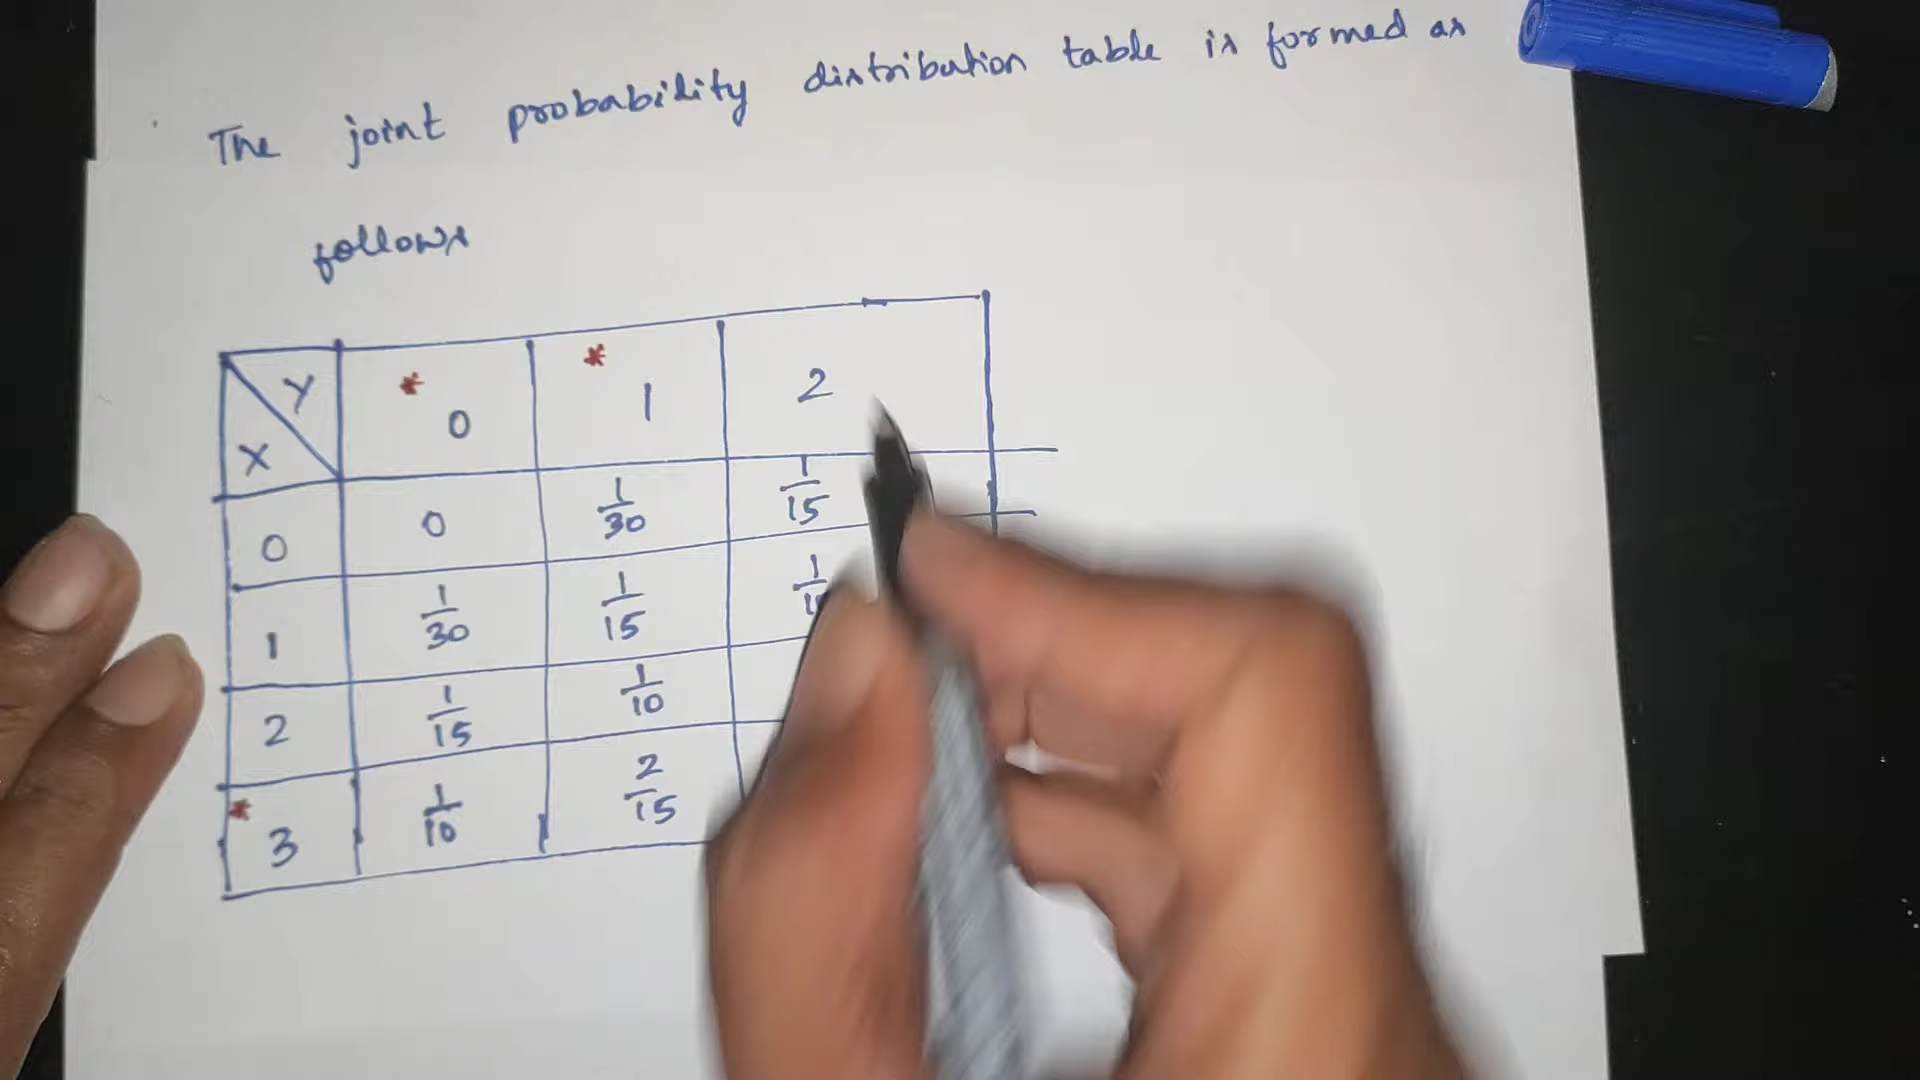 The joint probability distribution table is formed as
follows
Y * 0 * 1 2
X
0 0 1/30 1/15
1 1/30 1/15
2 1/15 1/10
* 3 1/10 2/15